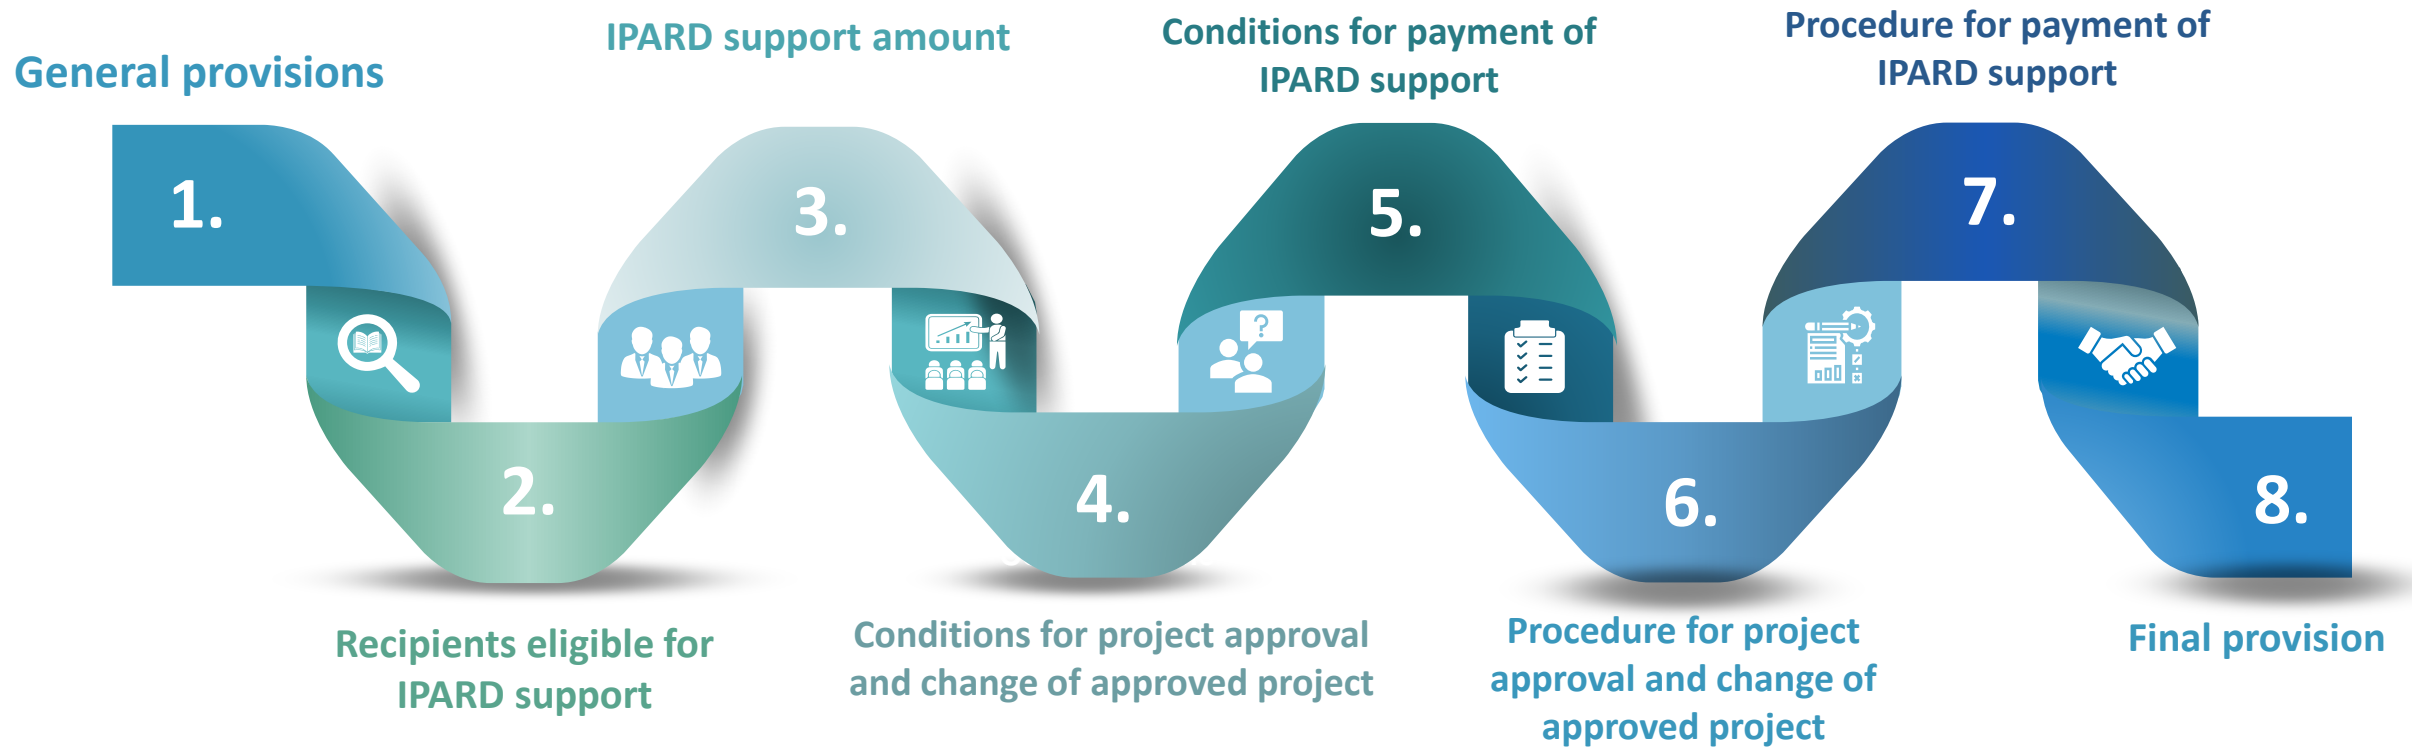 General provisions
1.
2.
Recipients eligible for
IPARD support
IPARD support amount
3.
4.
Conditions for project approval
and change of approved project
Conditions for payment of
IPARD support
5.
?
6.
Procedure for project
approval and change of
approved project
Procedure for payment of
IPARD support
7.
8.
Final provision